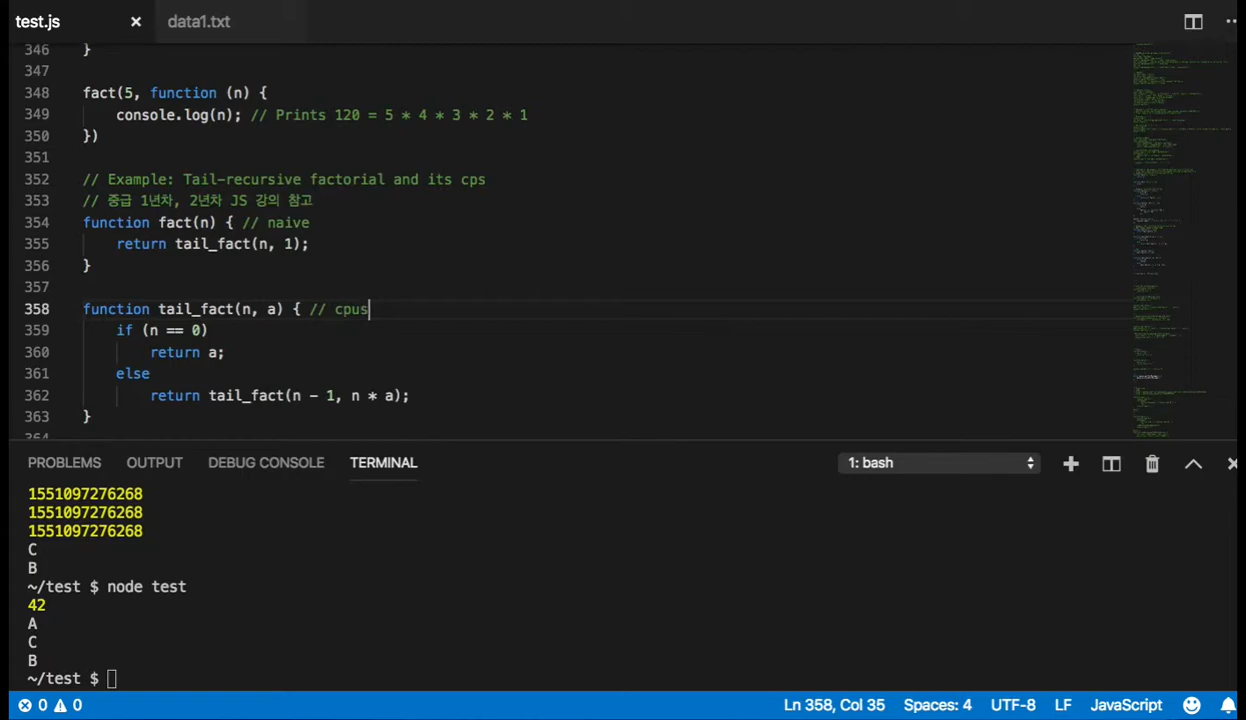 test.js × data1.txt
346 }
347
348 fact(5, function (n) {
349 console.log(n); // Prints 120 = 5 * 4 * 3 * 2 * 1
350 })
351
352 // Example: Tail-recursive factorial and its cps
353 // 중급 1년차, 2년차 JS 강의 참고
354 function fact(n) { // naive
355 return tail_fact(n, 1);
356 }
357
358 function tail_fact(n, a) { // cpus
359 if (n == 0)
360 return a;
361 else
362 return tail_fact(n - 1, n * a);
363 }
364
PROBLEMS OUTPUT DEBUG CONSOLE TERMINAL 1: bash
1551097276268
1551097276268
1551097276268
C
B
~/test $ node test
42
A
C
B
~/test $
0 0 Ln 358, Col 35 Spaces: 4 UTF-8 LF JavaScript